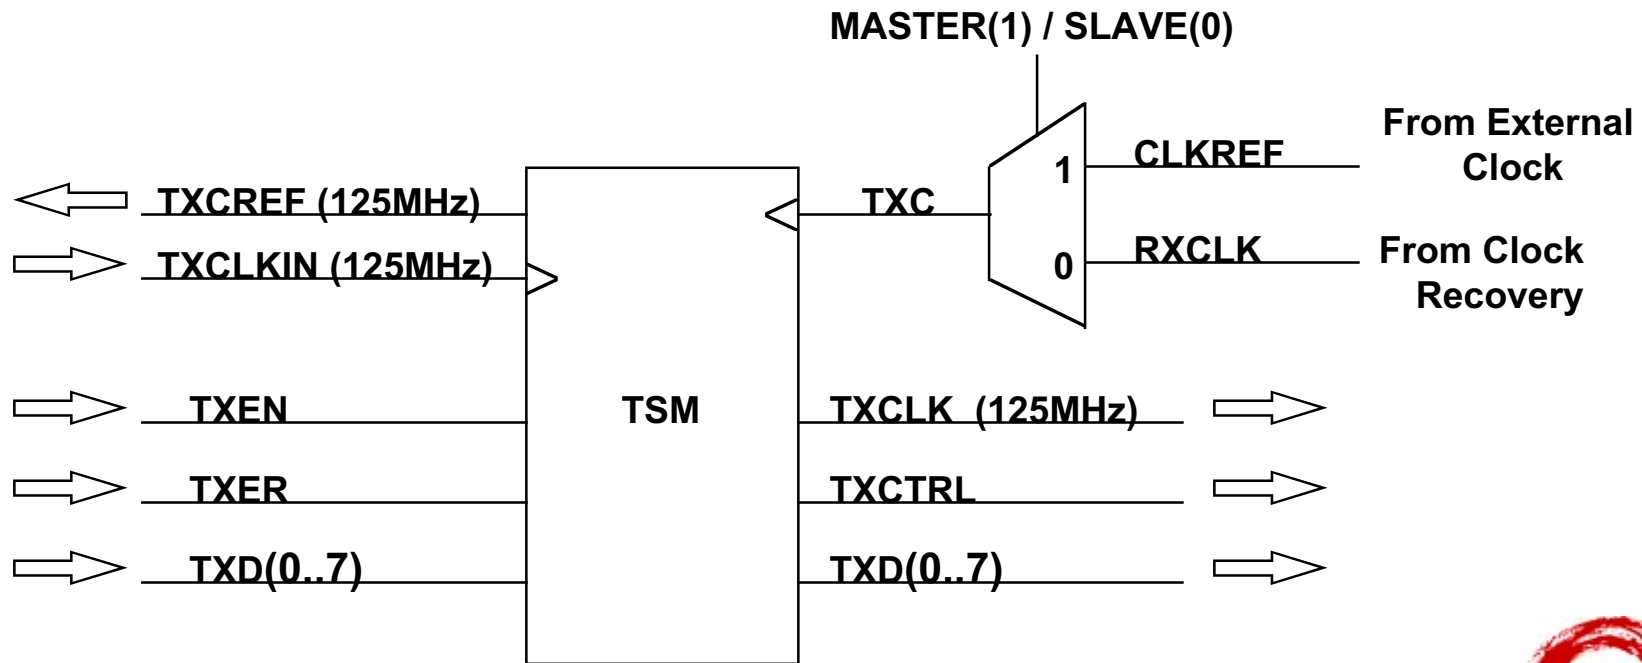 MASTER(1) / SLAVE(0)
From External
Clock
1
CLKREF
TXCREF (125MHz)
TXC
TXCLKIN (125MHz)
0
RXCLK
From Clock
Recovery
TXEN
TSM
TXCLK (125MHz)
TXER
TXCTRL
TXD(0..7)
TXD(0..7)